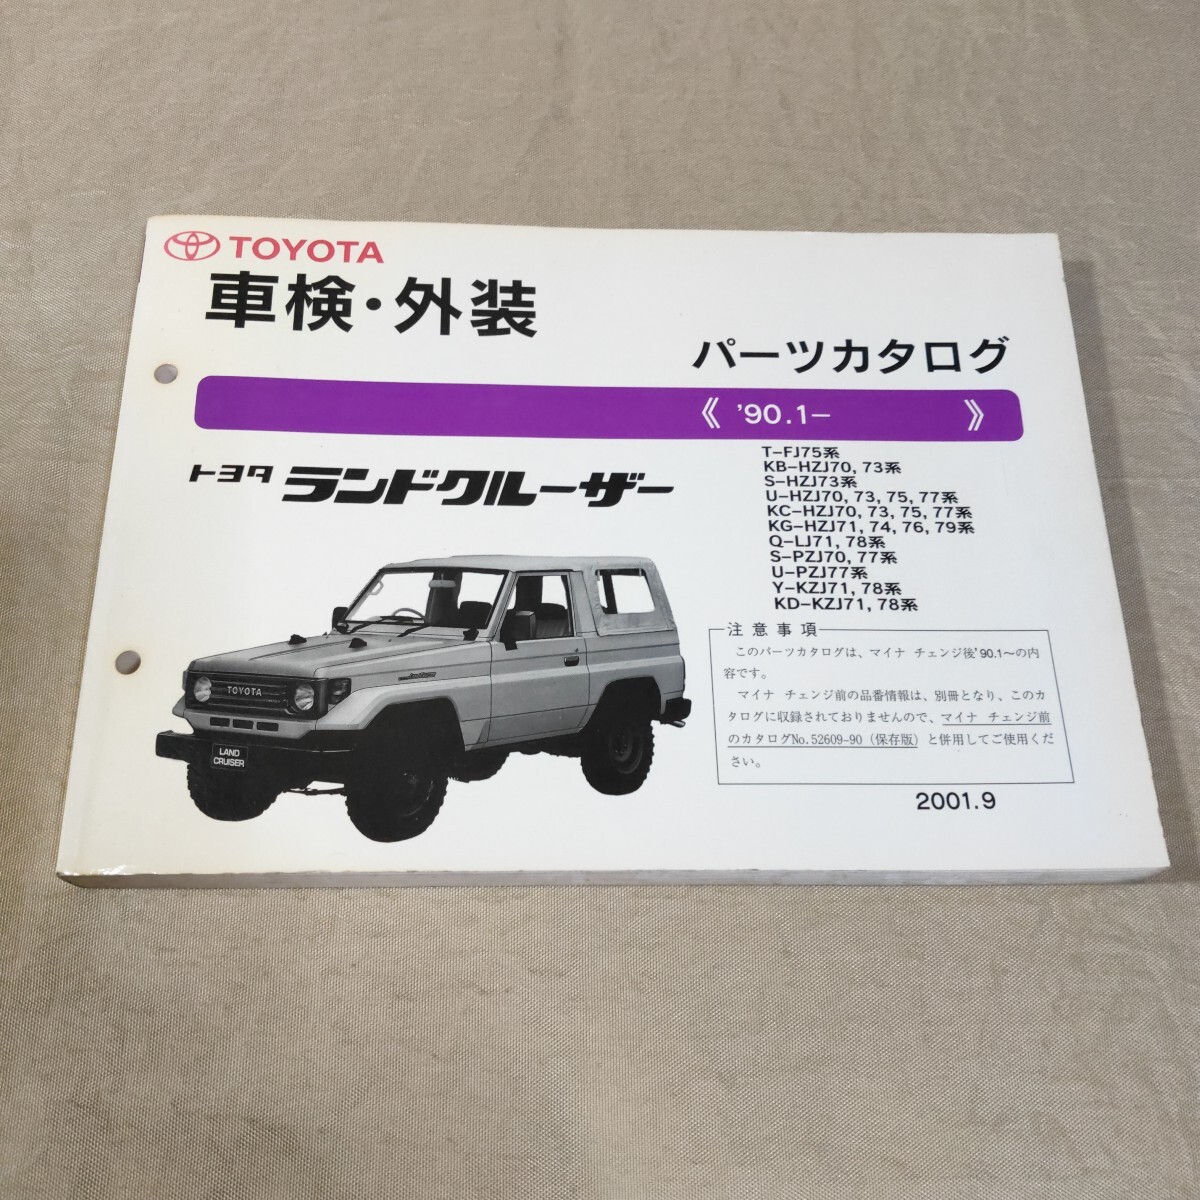 TOYOTA
車検・外装
パーツカタログ
《 '90.1− 》
トヨタ ランドクルーザー
T−FJ75系
KB−HZJ70, 73系
S−HZJ73系
U−HZJ70, 73, 75, 77系
KC−HZJ70, 73, 75, 77系
KG−HZJ71, 74, 76, 79系
Q−LJ71, 78系
S−PZJ70, 77系
U−PZJ77系
Y−KZJ71, 78系
KD−KZJ71, 78系
注意事項
このパーツカタログは、マイナ チェンジ後'90.1〜の内
容です。
マイナ チェンジ前の品番情報は、別冊となり、このカ
タログに収録されておりませんので、マイナ チェンジ前
のカタログNo.52609-90（保存版）と併用してご使用くだ
さい。
2001.9
TOYOTA
LAND
CRUISER